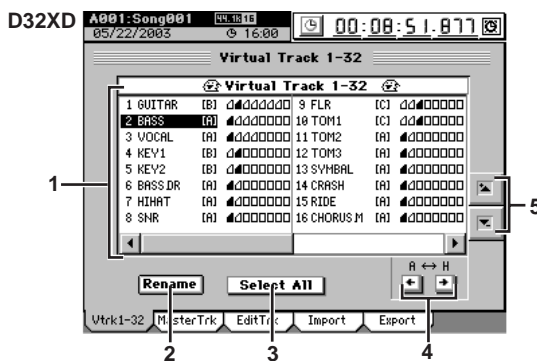 D32XD
A001:Song001 44.1K 16
05/22/2003 16:00
00:08:51.877
Virtual Track 1-32
Virtual Track 1-32
1 GUITAR [B] 9 FLR [C]
2 BASS [A] 10 TOM1 [C]
3 VOCAL [A] 11 TOM2 [A]
4 KEY1 [B] 12 TOM3 [A]
5 KEY2 [B] 13 SYMBAL [A]
6 BASS.DR [A] 14 CRASH [A]
7 HIHAT [A] 15 RIDE [A]
8 SNR [A] 16 CHORUS.M [A]
1
5
A ↔ H
Rename Select All
Vtrk1-32 MasterTrk EditTrk Import Export
2 3 4